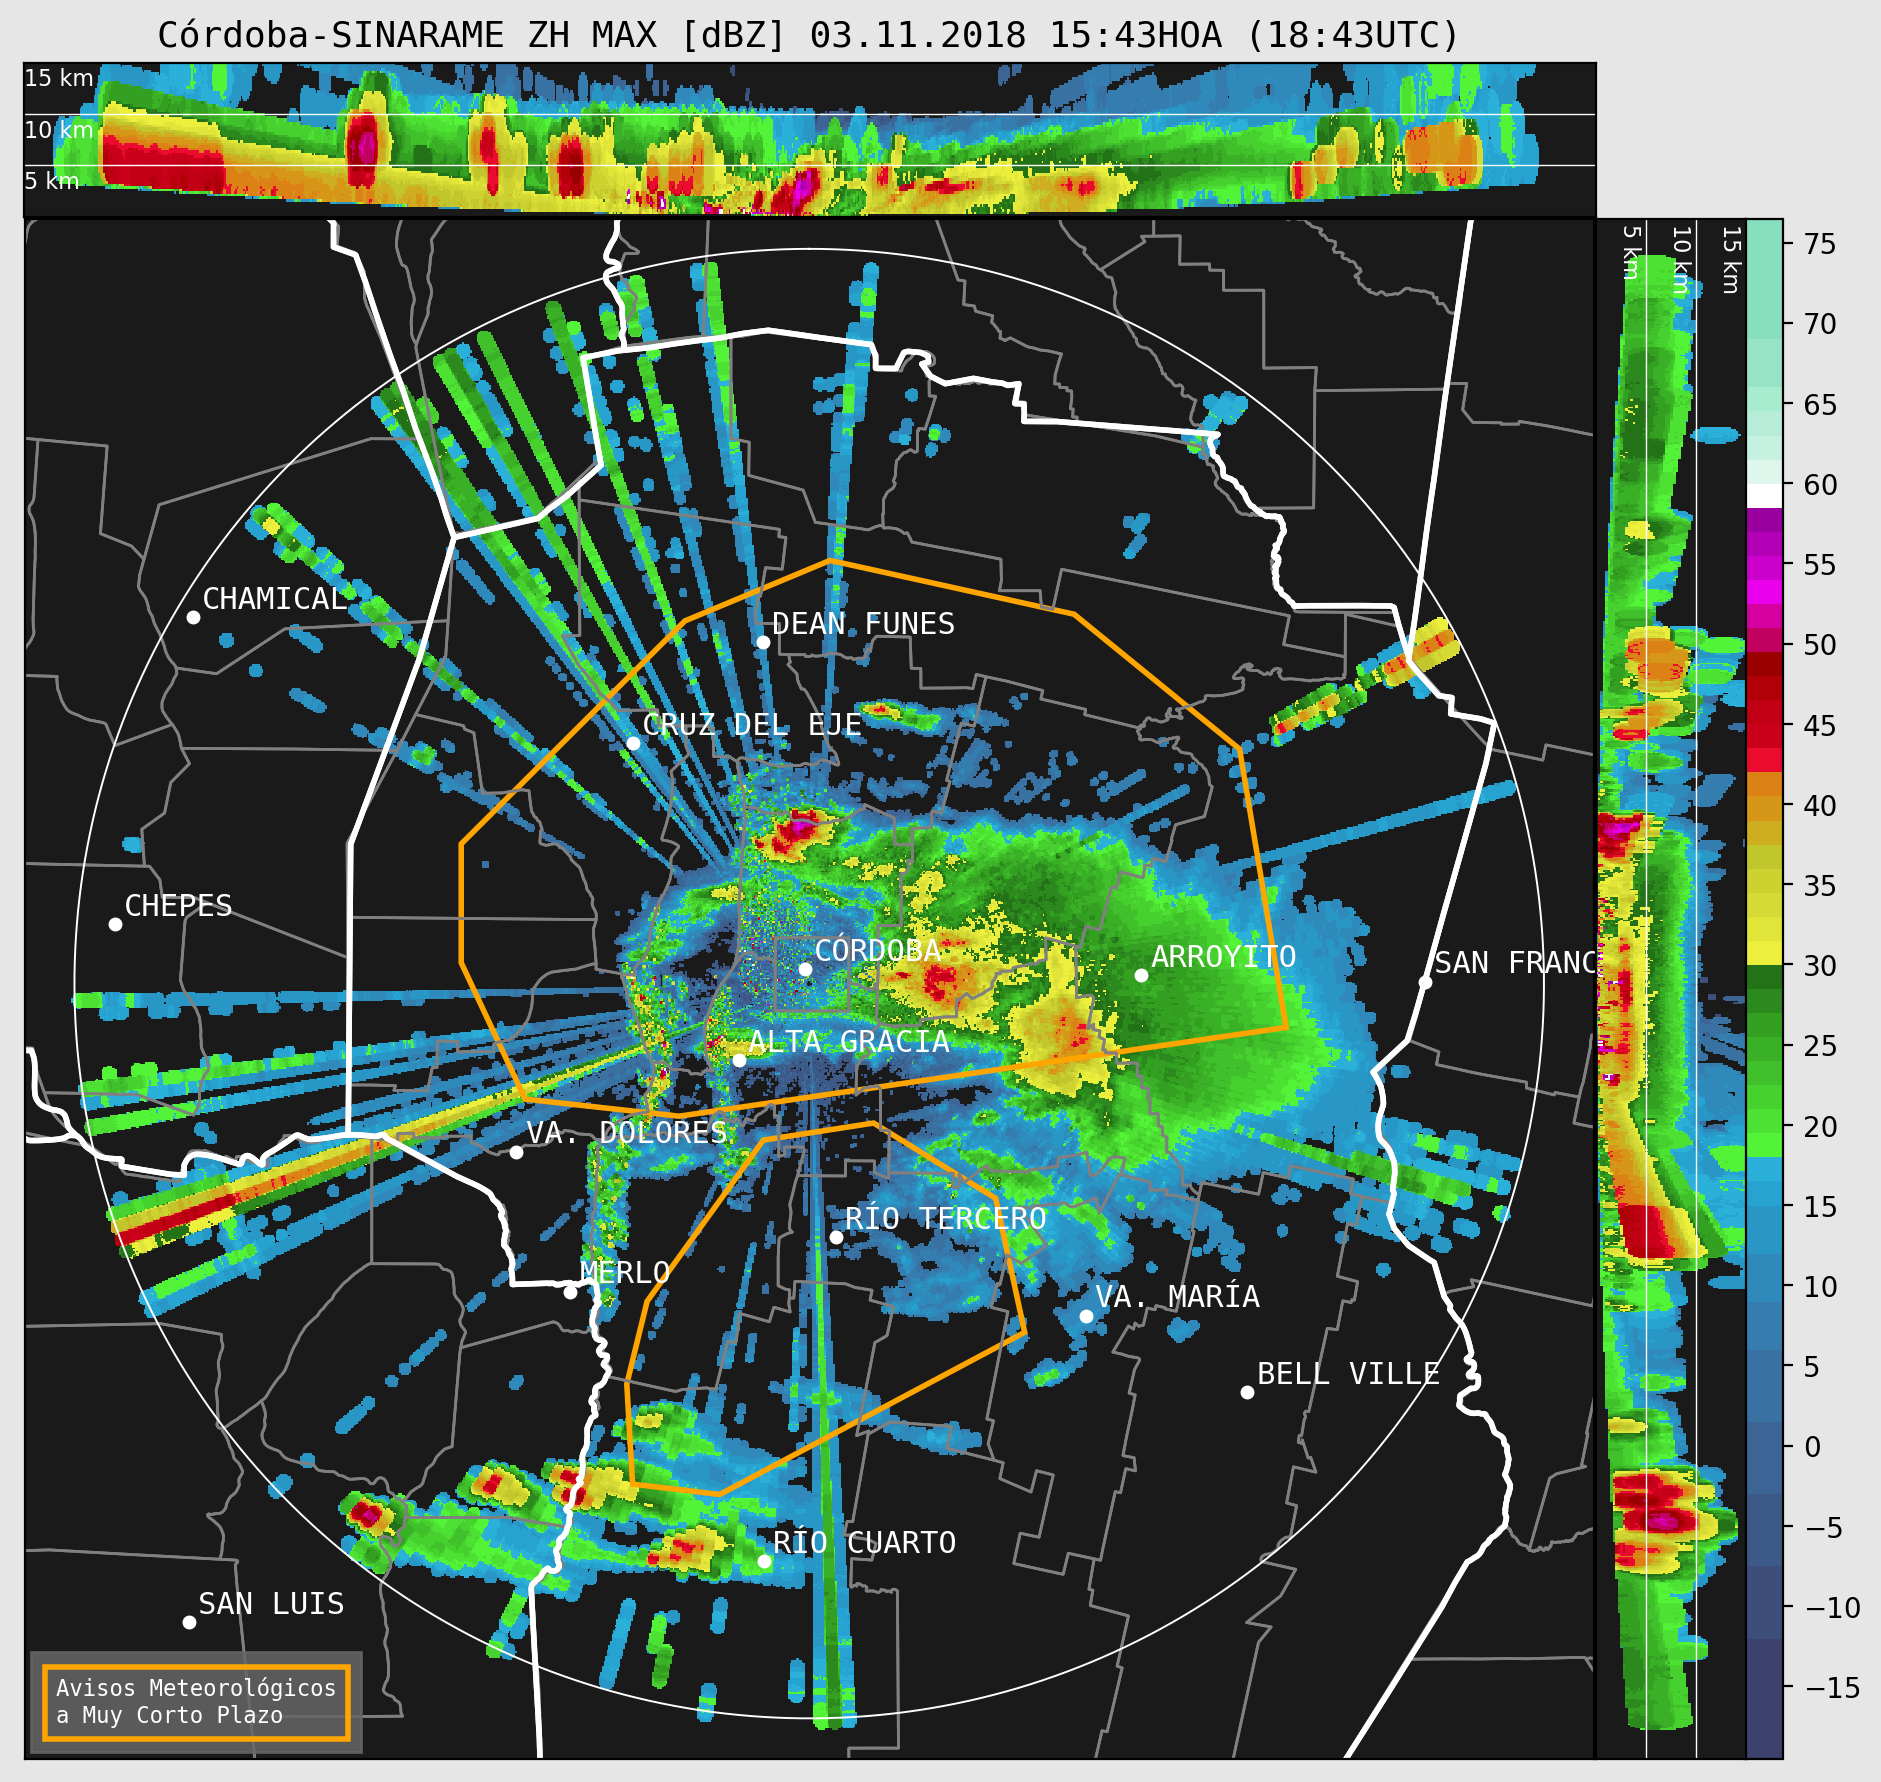 Córdoba-SINARAME ZH MAX [dBZ] 03.11.2018 15:43HOA (18:43UTC)
15 km
10 km
5 km
5 km
10 km
15 km
75
70
65
60
55
50
45
40
35
30
25
20
15
10
5
0
−5
−10
−15
CHAMICAL
DEAN FUNES
CRUZ DEL EJE
CHEPES
CÓRDOBA
ARROYITO
SAN FRANC
ALTA GRACIA
VA. DOLORES
RÍO TERCERO
MERLO
VA. MARÍA
BELL VILLE
RÍO CUARTO
SAN LUIS
Avisos Meteorológicos
a Muy Corto Plazo